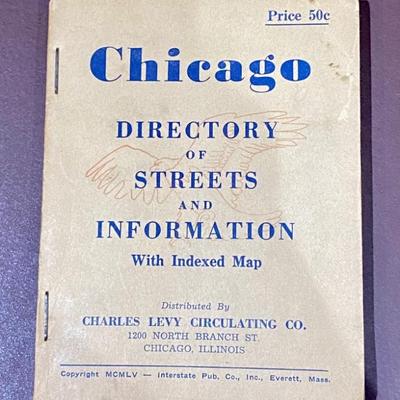 Price 50c
Chicago
DIRECTORY
OF
STREETS
AND
INFORMATION
With Indexed Map
Distributed By
CHARLES LEVY CIRCULATING CO.
1200 NORTH BRANCH ST.
CHICAGO, ILLINOIS
Copyright MCMLV — Interstate Pub. Co., Inc., Everett, Mass.